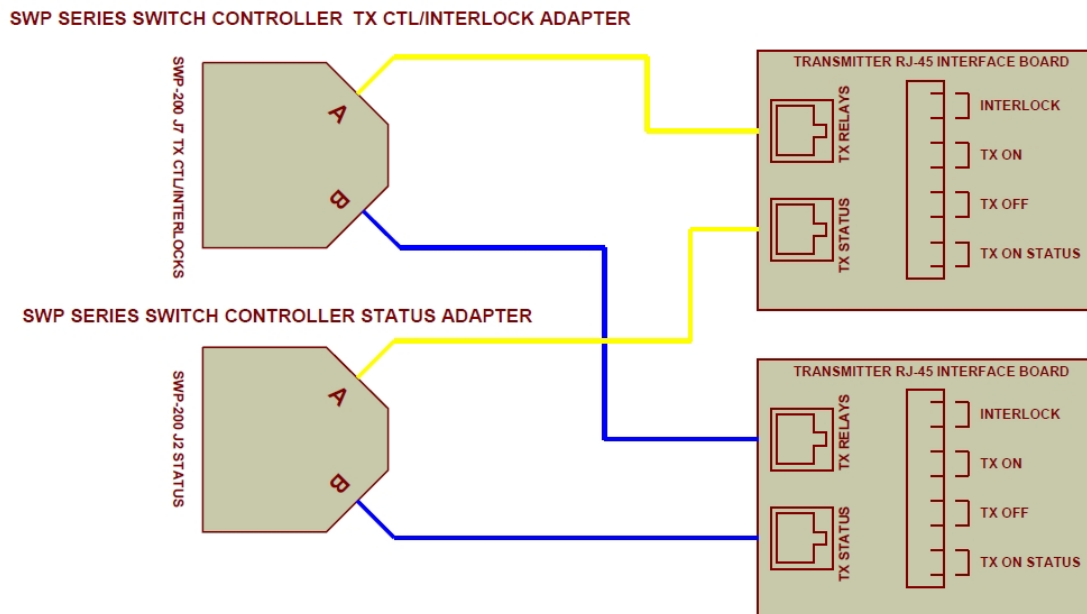 SWP SERIES SWITCH CONTROLLER TX CTL/INTERLOCK ADAPTER
SWP-200 J7 TX CTL/INTERLOCKS
A
B
TRANSMITTER RJ-45 INTERFACE BOARD
TX RELAYS
TX STATUS
INTERLOCK
TX ON
TX OFF
TX ON STATUS
SWP SERIES SWITCH CONTROLLER STATUS ADAPTER
SWP-200 J2 STATUS
A
B
TRANSMITTER RJ-45 INTERFACE BOARD
TX RELAYS
TX STATUS
INTERLOCK
TX ON
TX OFF
TX ON STATUS